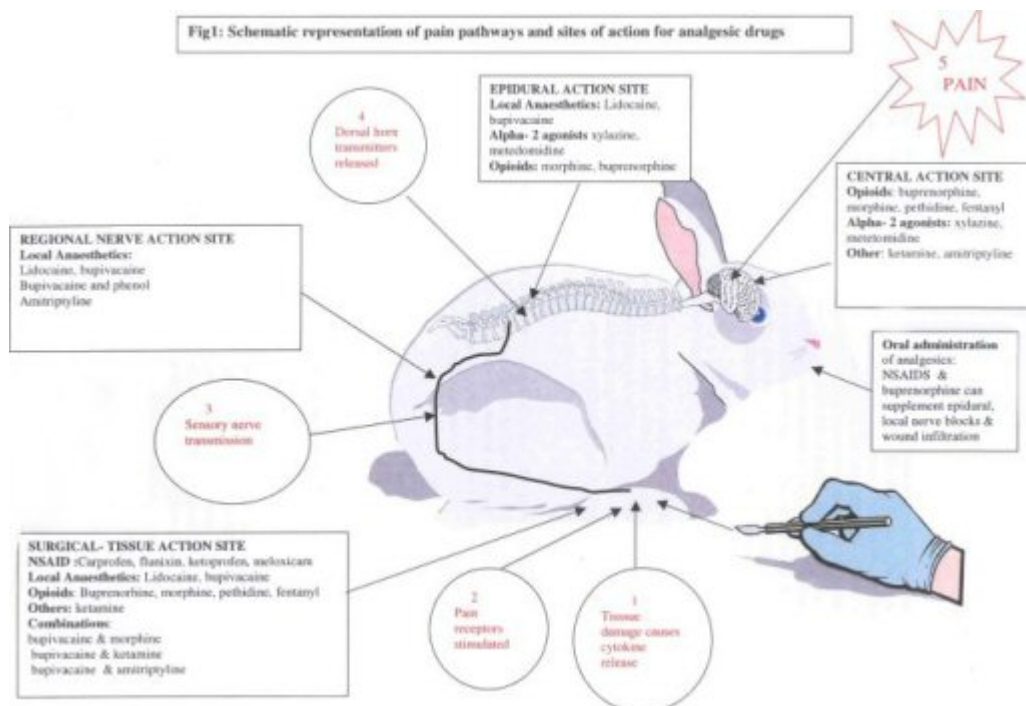 Fig1: Schematic representation of pain pathways and sites of action for analgesic drugs
5
PAIN
EPIDURAL ACTION SITE
Local Anaesthetics: Lidocaine,
bupivacaine
Alpha- 2 agonists xylazine,
metedomidine
Opioids: morphine, buprenorphine
4
Dorsal horn
transmitters
released
CENTRAL ACTION SITE
Opioids: buprenorphine,
morphine, pethidine, fentanyl
Alpha- 2 agonists: xylazine,
metetomidine
Other: ketamine, amitriptyline
REGIONAL NERVE ACTION SITE
Local Anaesthetics:
Lidocaine, bupivacaine
Bupivacaine and phenol
Amitriptyline
Oral administration
of analgesics:
NSAIDS &
buprenorphine can
supplement epidural,
local nerve blocks &
wound infiltration
3
Sensory nerve
transmission
SURGICAL- TISSUE ACTION SITE
NSAID :Carprofen, flunixin, ketoprofen, meloxicam
Local Anaesthetics: Lidocaine, bupivacaine
Opioids: Buprenorbine, morphine, pethidine, fentanyl
Others: ketamine
Combinations:
bupivacaine & morphine
bupivacaine & ketamine
bupivacaine & amitriptyline
2
Pain
receptors
stimulated
1
Tissue
damage causes
cytokine
release